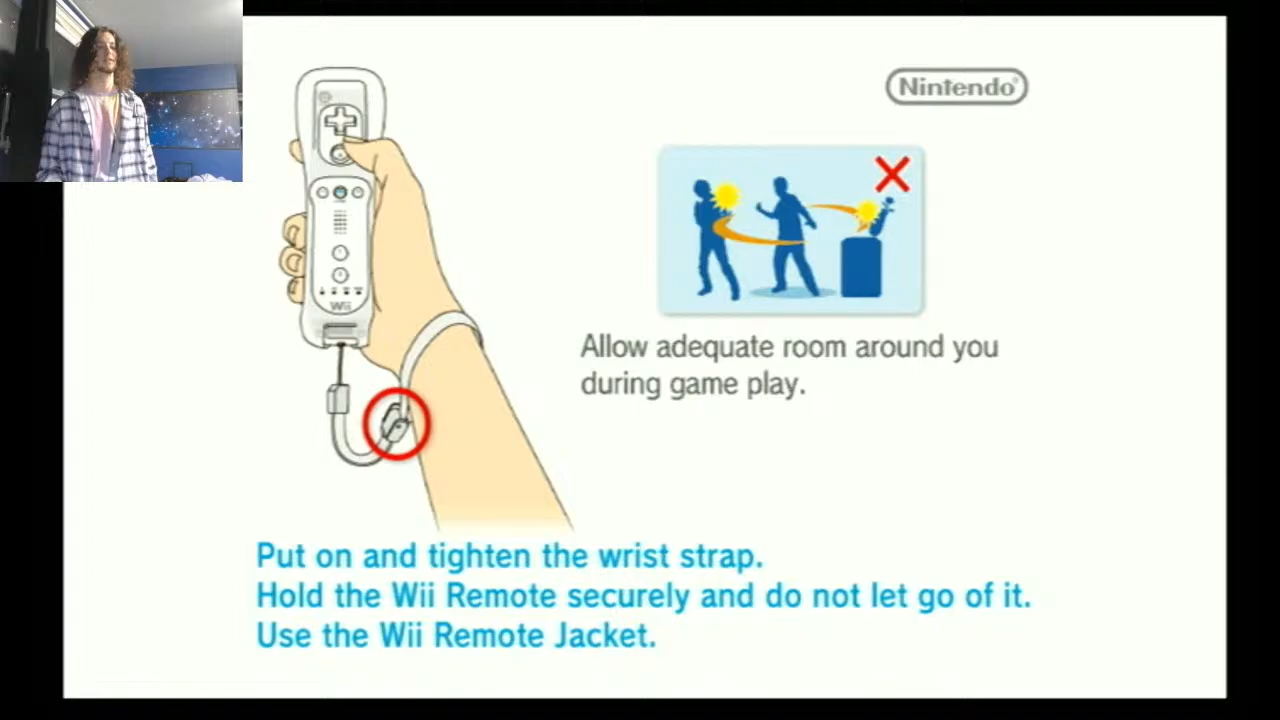 Nintendo®
Allow adequate room around you
during game play.
Wii
Put on and tighten the wrist strap.
Hold the Wii Remote securely and do not let go of it.
Use the Wii Remote Jacket.